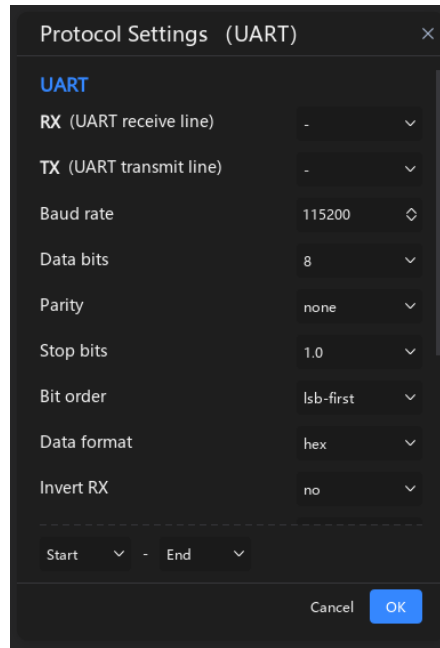 Protocol Settings (UART) ×
UART
RX (UART receive line) -
TX (UART transmit line) -
Baud rate 115200
Data bits 8
Parity none
Stop bits 1.0
Bit order lsb-first
Data format hex
Invert RX no
Start - End
Cancel OK